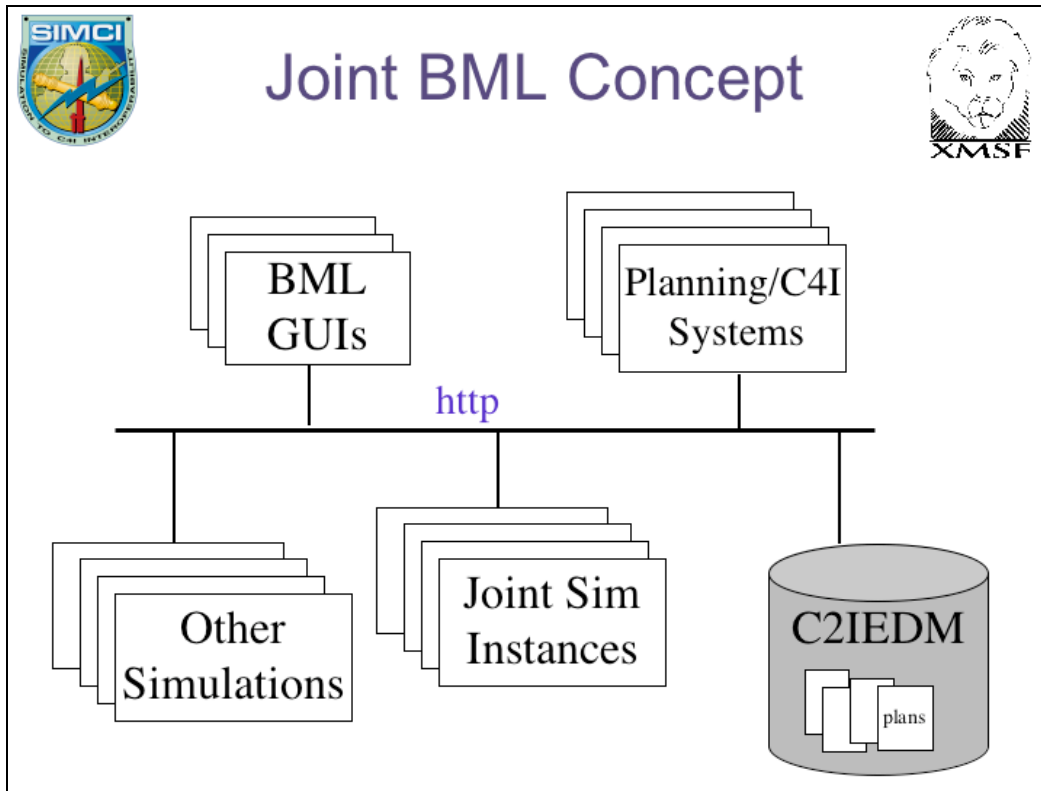 SIMCI
SIMULATION TO C4I INTEROPERABILITY
Joint BML Concept
XMSF
BML
GUIs
Planning/C4I
Systems
http
Other
Simulations
Joint Sim
Instances
C2IEDM
plans